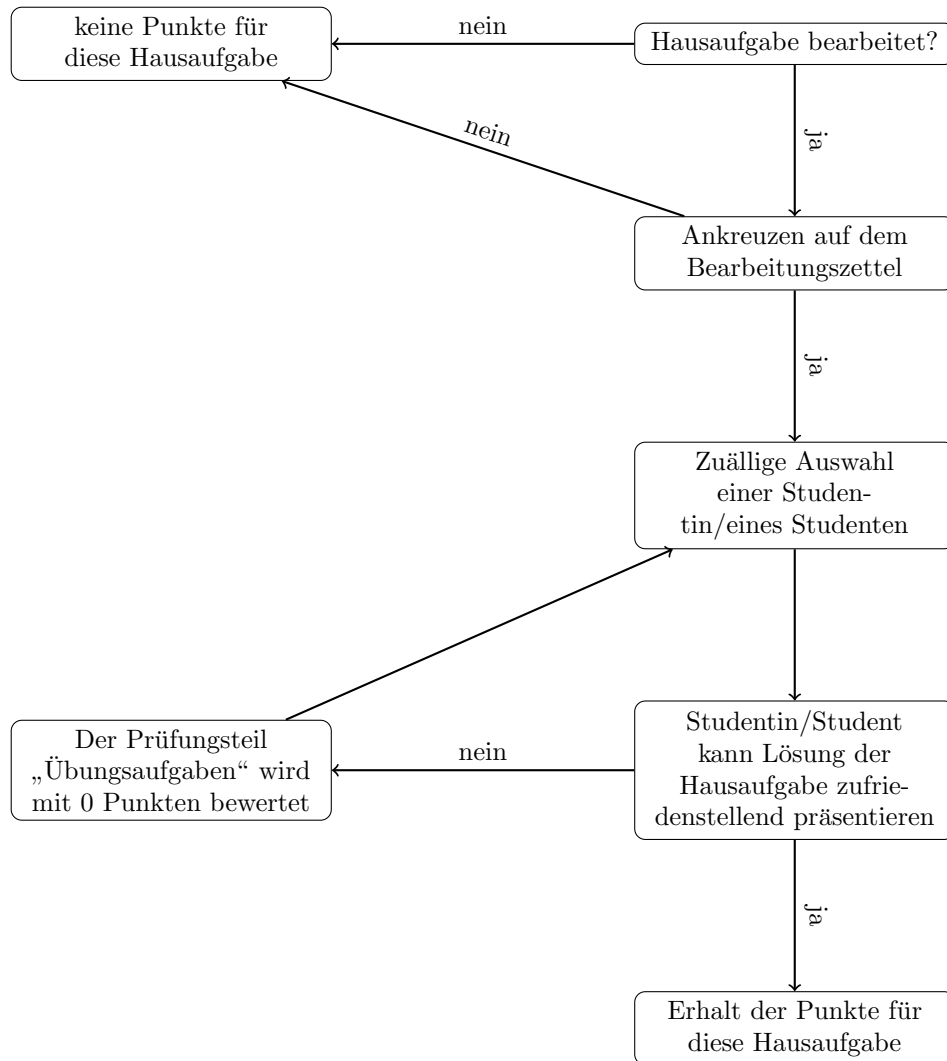 keine Punkte für
diese Hausaufgabe
nein
Hausaufgabe bearbeitet?
nein
ja
Ankreuzen auf dem
Bearbeitungszettel
ja
Zuällige Auswahl
einer Studen-
tin/eines Studenten
Der Prüfungsteil
„Übungsaufgaben“ wird
mit 0 Punkten bewertet
nein
Studentin/Student
kann Lösung der
Hausaufgabe zufrie-
denstellend präsentieren
ja
Erhalt der Punkte für
diese Hausaufgabe